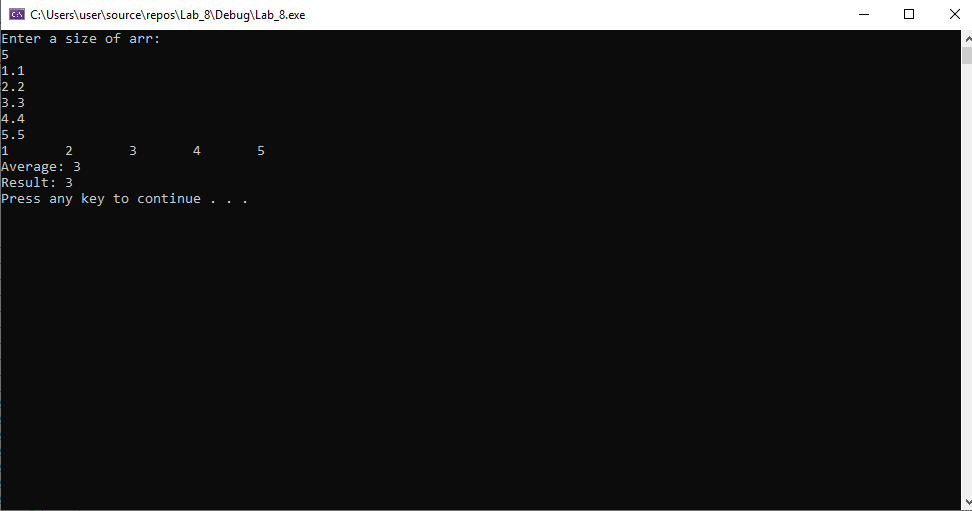 C:\Users\user\source\repos\Lab_8\Debug\Lab_8.exe
Enter a size of arr:
5
1.1
2.2
3.3
4.4
5.5
1 2 3 4 5
Average: 3
Result: 3
Press any key to continue . . .